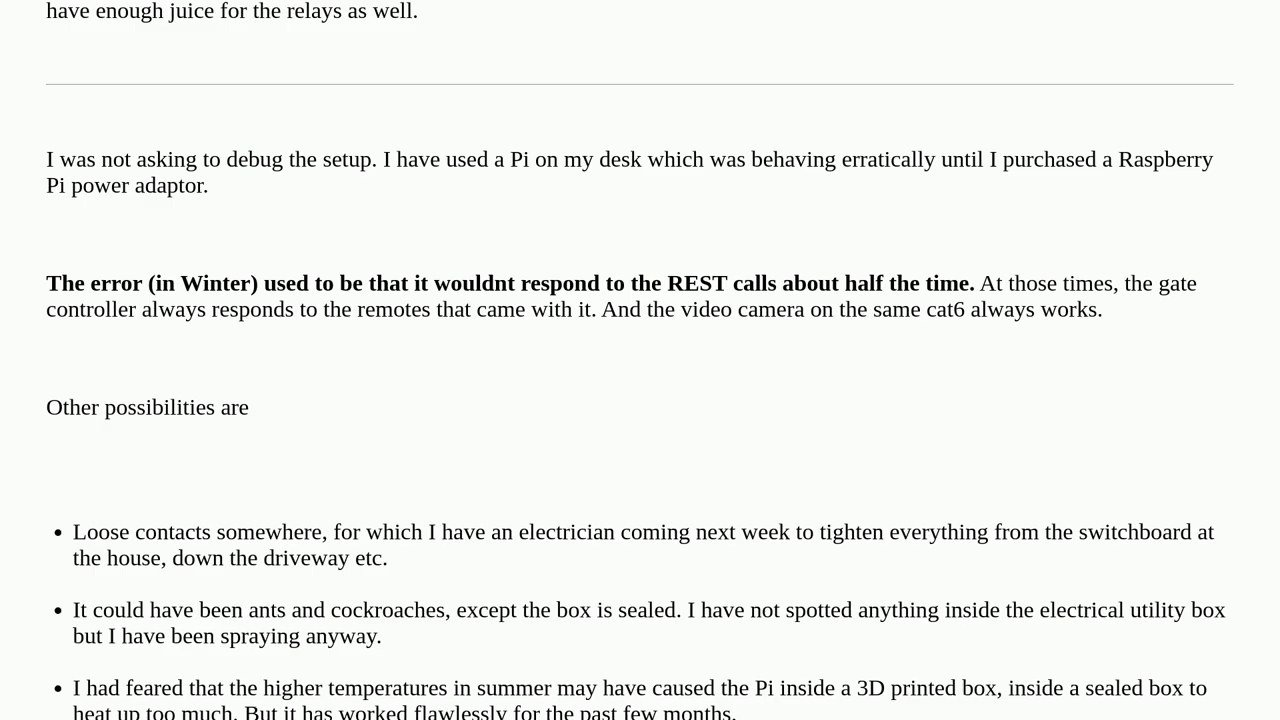 have enough juice for the relays as well.
I was not asking to debug the setup. I have used a Pi on my desk which was behaving erratically until I purchased a Raspberry
Pi power adaptor.
The error (in Winter) used to be that it wouldnt respond to the REST calls about half the time. At those times, the gate
controller always responds to the remotes that came with it. And the video camera on the same cat6 always works.
Other possibilities are
• Loose contacts somewhere, for which I have an electrician coming next week to tighten everything from the switchboard at
the house, down the driveway etc.
• It could have been ants and cockroaches, except the box is sealed. I have not spotted anything inside the electrical utility box
but I have been spraying anyway.
• I had feared that the higher temperatures in summer may have caused the Pi inside a 3D printed box, inside a sealed box to
heat up too much. But it has worked flawlessly for the past few months.